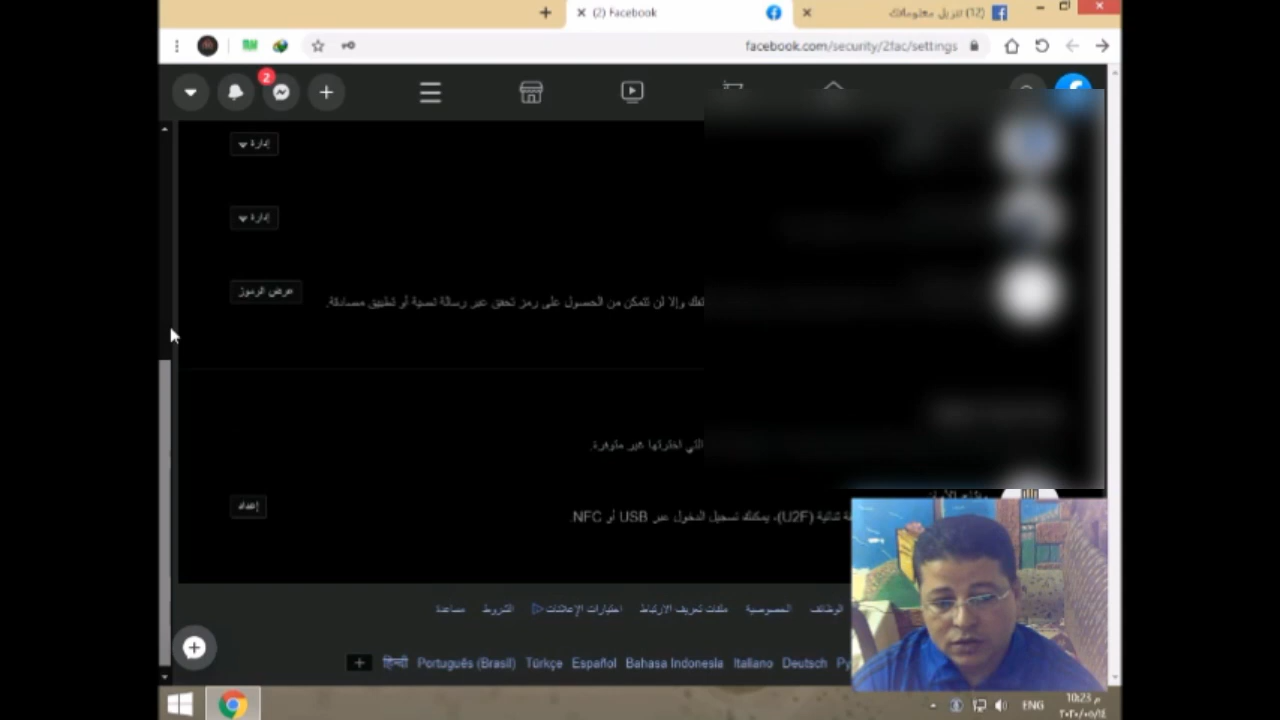 (12) تنزيل معلوماتك
(2) Facebook
facebook.com/security/2fac/settings
2
إدارة
إدارة
عرض الرموز
وإلا لن تتمكن من الحصول على رمز تحقق عبر رسالة نصية أو تطبيق مصادقة.
التي اخترتها غير متوفرة.
إعداد
ثنائية (U2F)، يمكنك تسجيل الدخول عبر USB أو NFC.
الوظائف الخصوصية ملفات تعريف الارتباط اختيارات الإعلانات الشروط مساعدة
Deutsch Italiano Bahasa Indonesia Español Türkçe Português (Brasil) हिन्दी
ENG
10:23 م